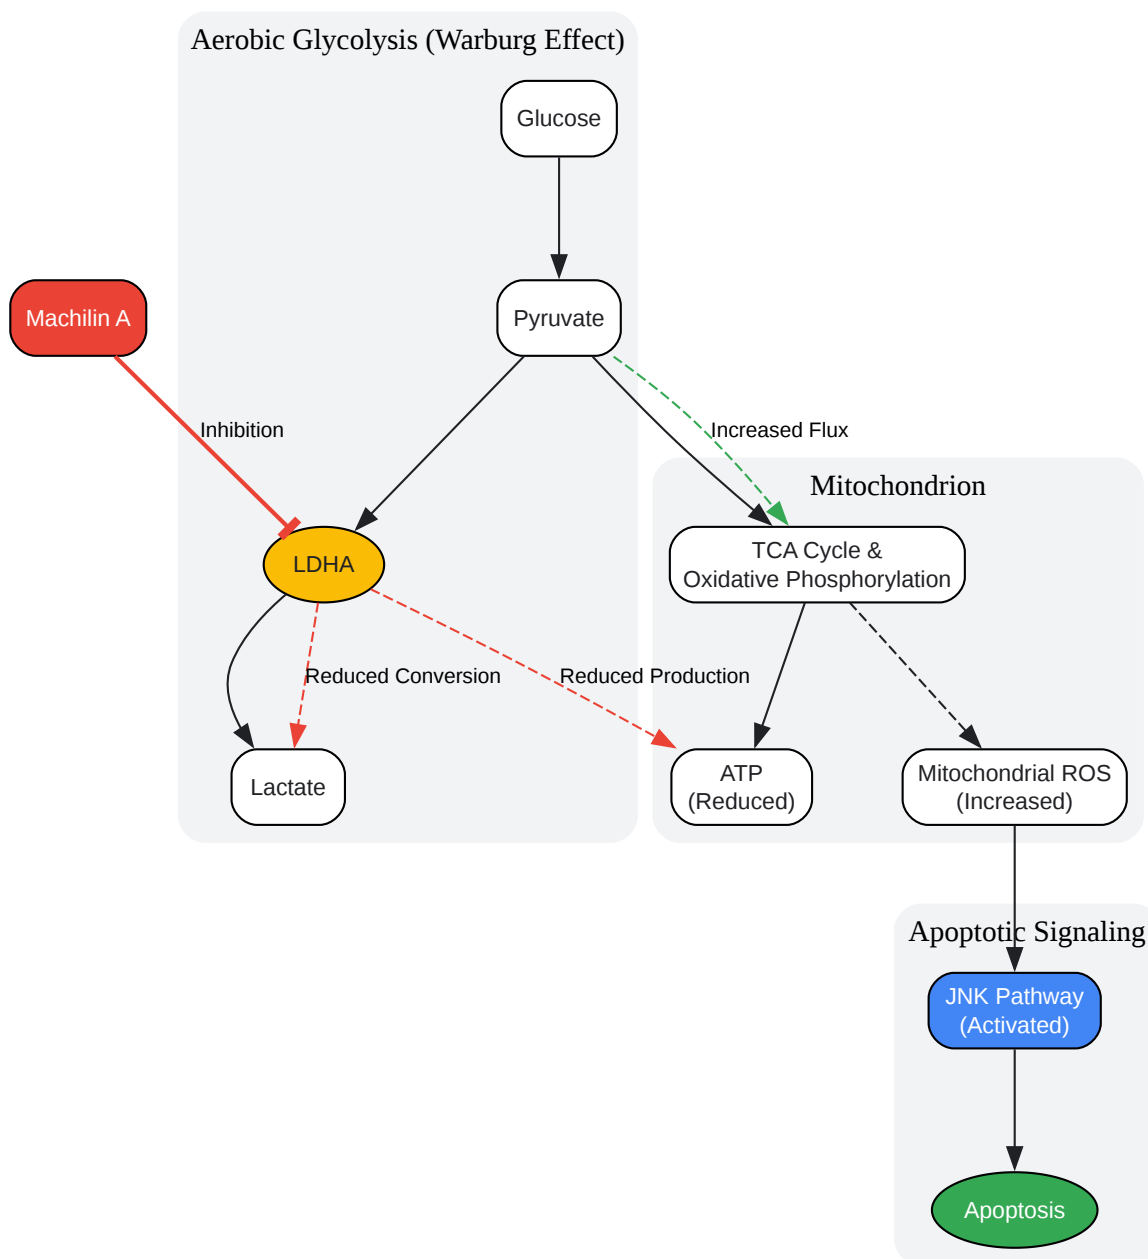 Aerobic Glycolysis (Warburg Effect)
Glucose
Machilin A
Pyruvate
Inhibition
Increased Flux
Mitochondrion
LDHA
TCA Cycle &
Oxidative Phosphorylation
Reduced Conversion
Reduced Production
Lactate
ATP
(Reduced)
Mitochondrial ROS
(Increased)
Apoptotic Signaling
JNK Pathway
(Activated)
Apoptosis